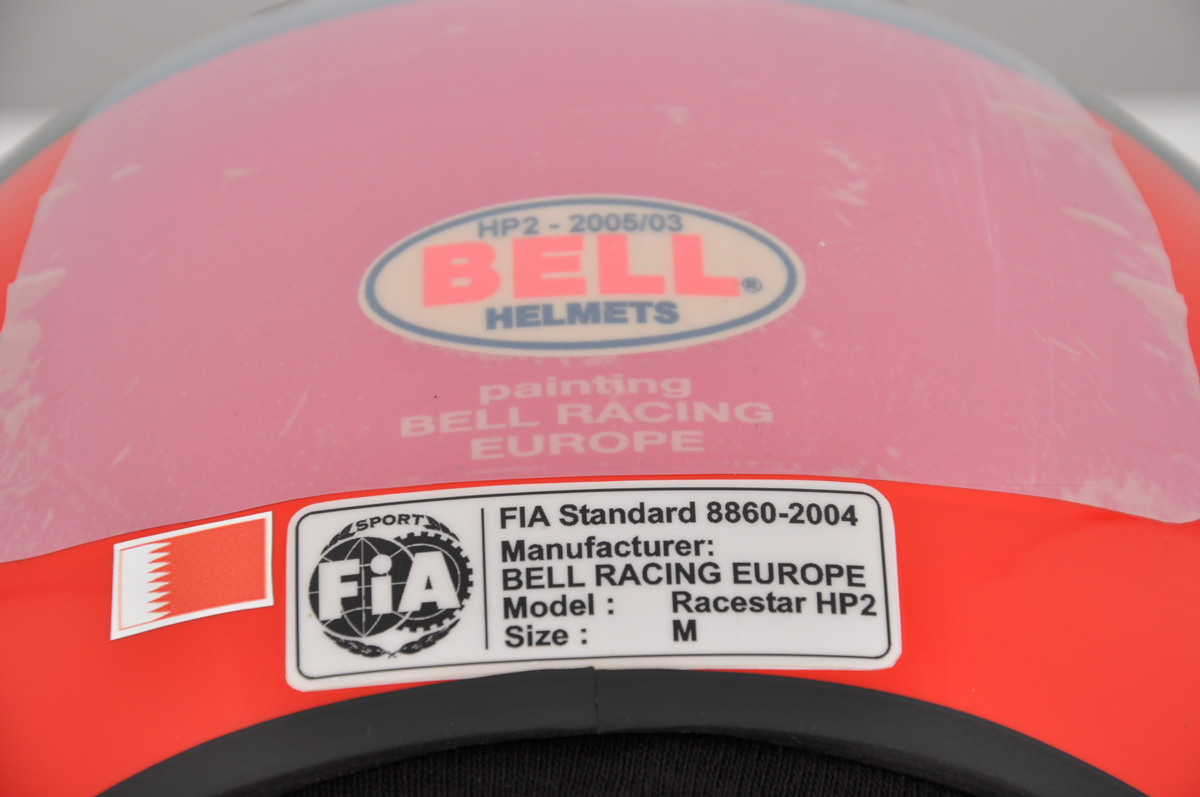 HP2 - 2005/03
BELL®
HELMETS
painting
BELL RACING
EUROPE
SPORT
FiA
FIA Standard 8860-2004
Manufacturer:
BELL RACING EUROPE
Model : Racestar HP2
Size : M